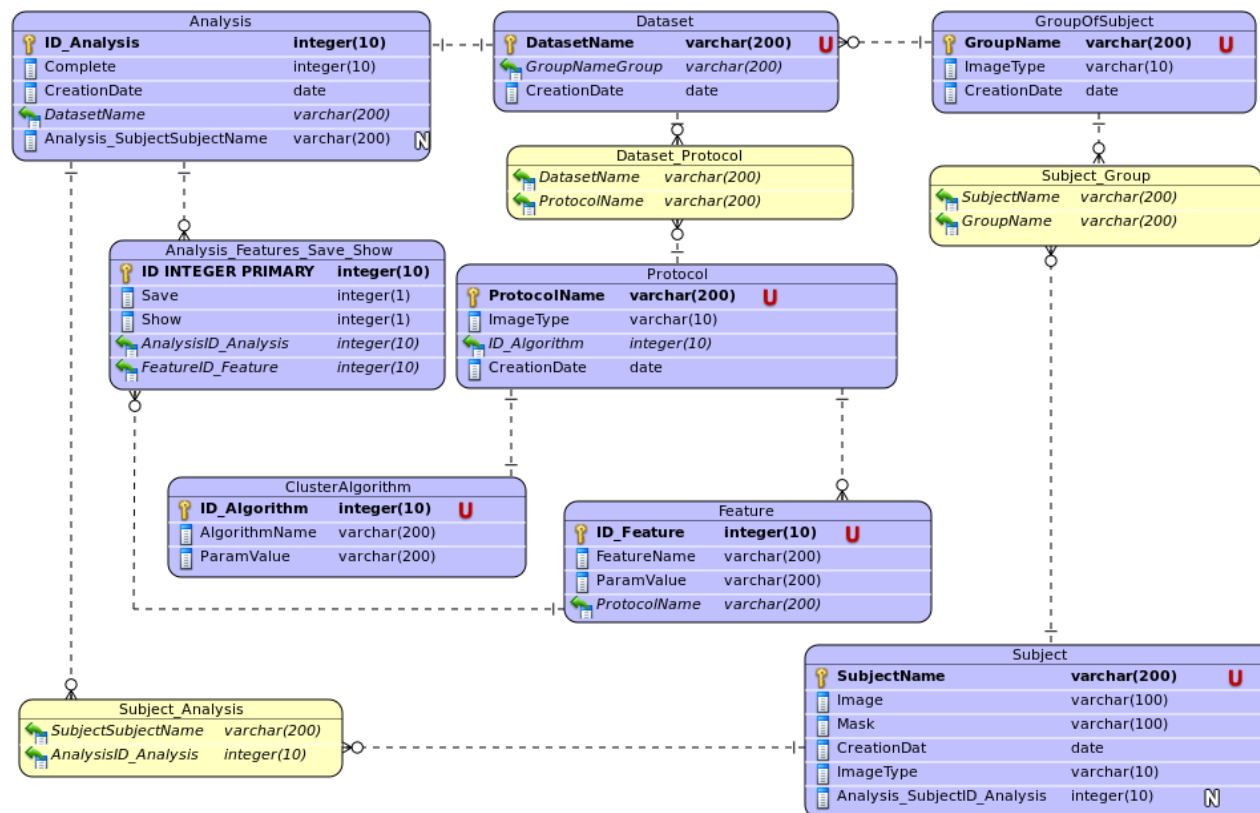 Analysis
ID_Analysis integer(10)
Complete integer(10)
CreationDate date
DatasetName varchar(200)
Analysis_SubjectSubjectName varchar(200) N
Dataset
DatasetName varchar(200) U
GroupNameGroup varchar(200)
CreationDate date
GroupOfSubject
GroupName varchar(200) U
ImageType varchar(10)
CreationDate date
Dataset_Protocol
DatasetName varchar(200)
ProtocolName varchar(200)
Subject_Group
SubjectName varchar(200)
GroupName varchar(200)
Analysis_Features_Save_Show
ID INTEGER PRIMARY integer(10)
Save integer(1)
Show integer(1)
AnalysisID_Analysis integer(10)
FeatureID_Feature integer(10)
Protocol
ProtocolName varchar(200) U
ImageType varchar(10)
ID_Algorithm integer(10)
CreationDate date
ClusterAlgorithm
ID_Algorithm integer(10) U
AlgorithmName varchar(200)
ParamValue varchar(200)
Feature
ID_Feature integer(10) U
FeatureName varchar(200)
ParamValue varchar(200)
ProtocolName varchar(200)
Subject_Analysis
SubjectSubjectName varchar(200)
AnalysisID_Analysis integer(10)
Subject
SubjectName varchar(200) U
Image varchar(100)
Mask varchar(100)
CreationDat date
ImageType varchar(10)
Analysis_SubjectID_Analysis integer(10) N